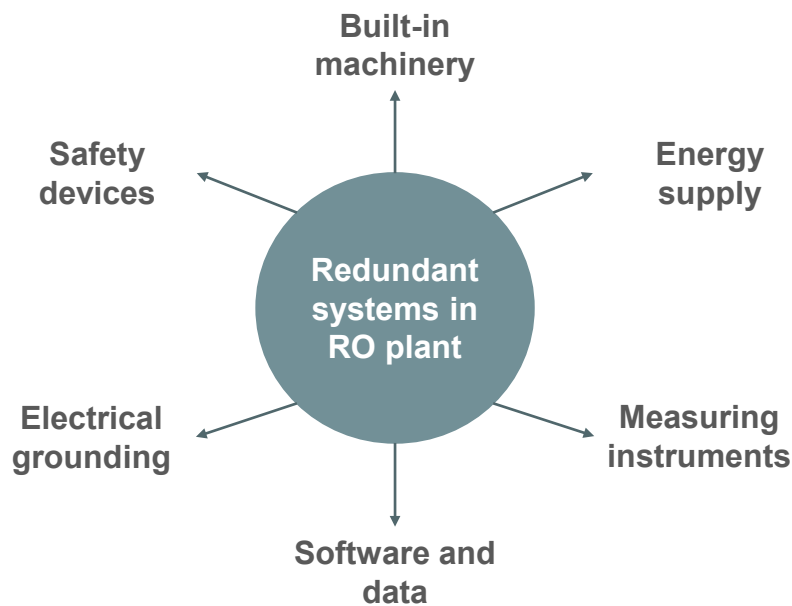 Built-in
machinery
Safety
devices
Energy
supply
Redundant
systems in
RO plant
Electrical
grounding
Measuring
instruments
Software and
data